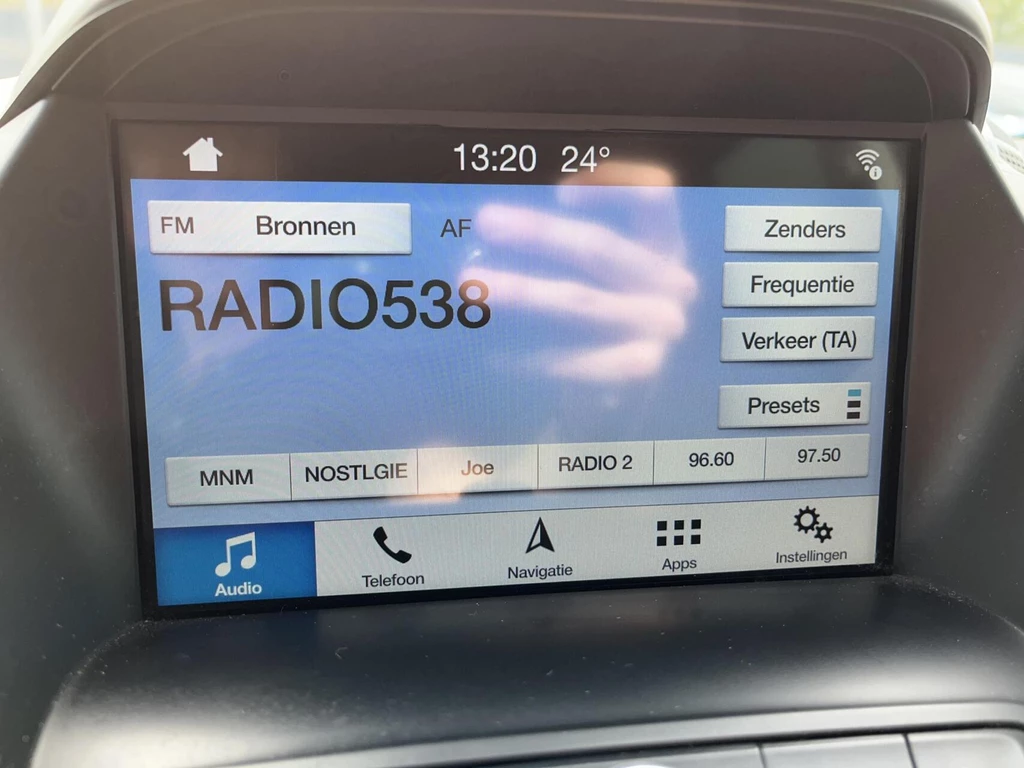 13:20 24°
FM Bronnen AF
Zenders
RADIO538
Frequentie
Verkeer (TA)
Presets
MNM NOSTLGIE Joe RADIO 2 96.60 97.50
Audio Telefoon Navigatie Apps Instellingen